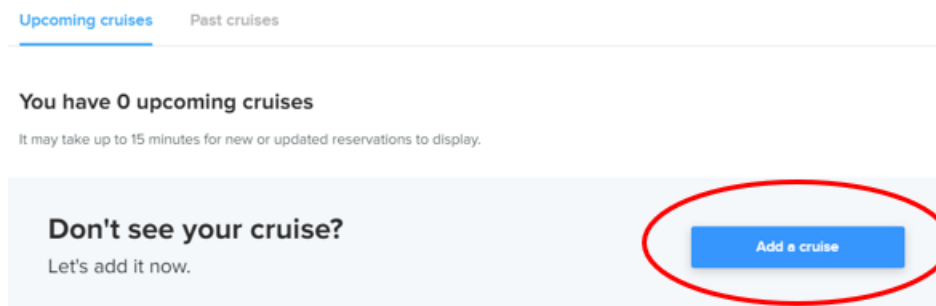 Upcoming cruises Past cruises
You have 0 upcoming cruises
It may take up to 15 minutes for new or updated reservations to display.
Don't see your cruise?
Let's add it now.
Add a cruise